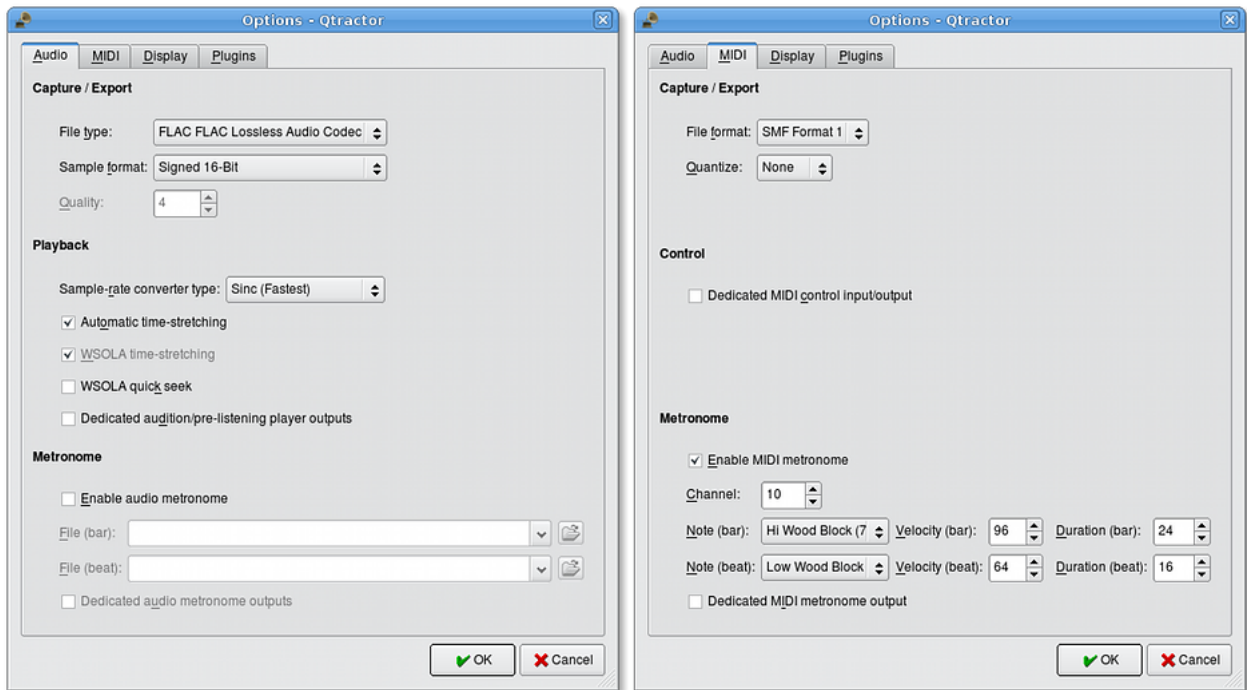 Options - Qtractor
Audio MIDI Display Plugins
Capture / Export
File type: FLAC FLAC Lossless Audio Codec
Sample format: Signed 16-Bit
Quality: 4
Playback
Sample-rate converter type: Sinc (Fastest)
Automatic time-stretching
WSOLA time-stretching
WSOLA quick seek
Dedicated audition/pre-listening player outputs
Metronome
Enable audio metronome
File (bar):
File (beat):
Dedicated audio metronome outputs
OK Cancel
Options - Qtractor
Audio MIDI Display Plugins
Capture / Export
File format: SMF Format 1
Quantize: None
Control
Dedicated MIDI control input/output
Metronome
Enable MIDI metronome
Channel: 10
Note (bar): Hi Wood Block (7 Velocity (bar): 96 Duration (bar): 24
Note (beat): Low Wood Block Velocity (beat): 64 Duration (beat): 16
Dedicated MIDI metronome output
OK Cancel